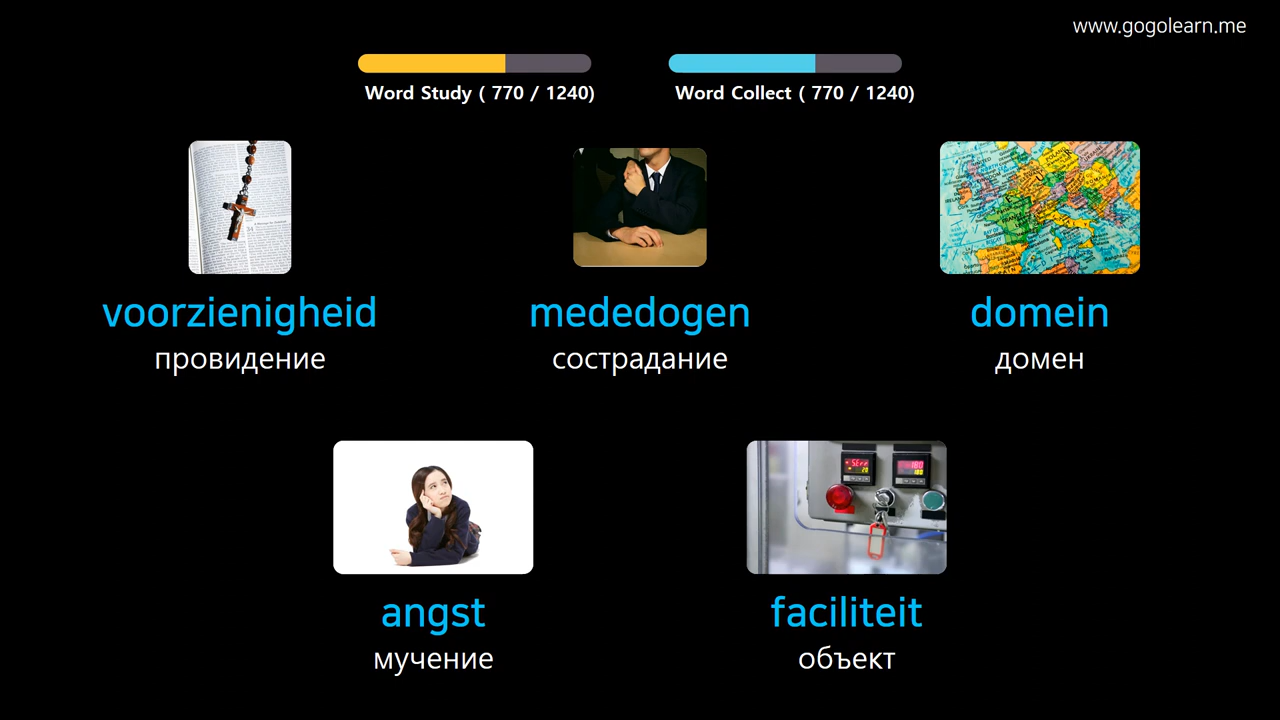 www.gogolearn.me
Word Study ( 770 / 1240)
Word Collect ( 770 / 1240)
voorzienigheid
провидение
mededogen
сострадание
domein
домен
angst
мучение
faciliteit
объект